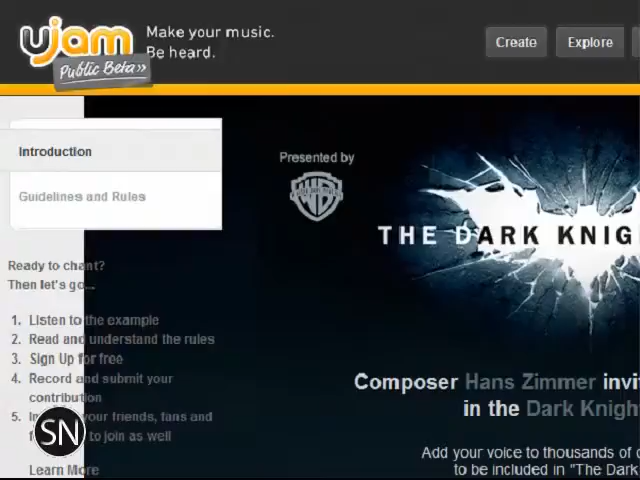 ujam
Public Beta»
Make your music.
Be heard.
Create
Explore
Introduction
Guidelines and Rules
Presented by
WB
THE DARK KNIG
Ready to chant?
Then let's go...
1. Listen to the example
2. Read and understand the rules
3. Sign Up for free
4. Record and submit your
contribution
5. your friends, fans and
to join as well
Learn More
SN
Composer Hans Zimmer invi
in the Dark Knigh
Add your voice to thousands of
to be included in "The Dark